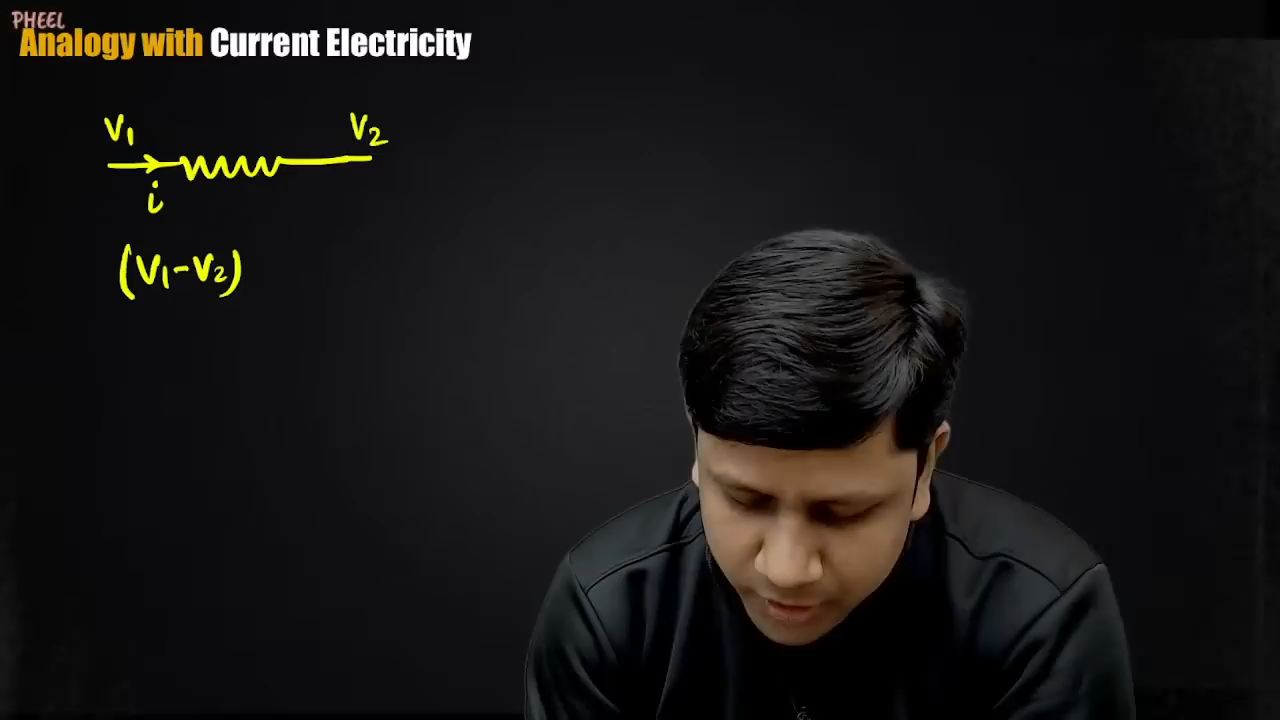 PHEEL
Analogy with Current Electricity
V1 V2
i
(V1-V2)